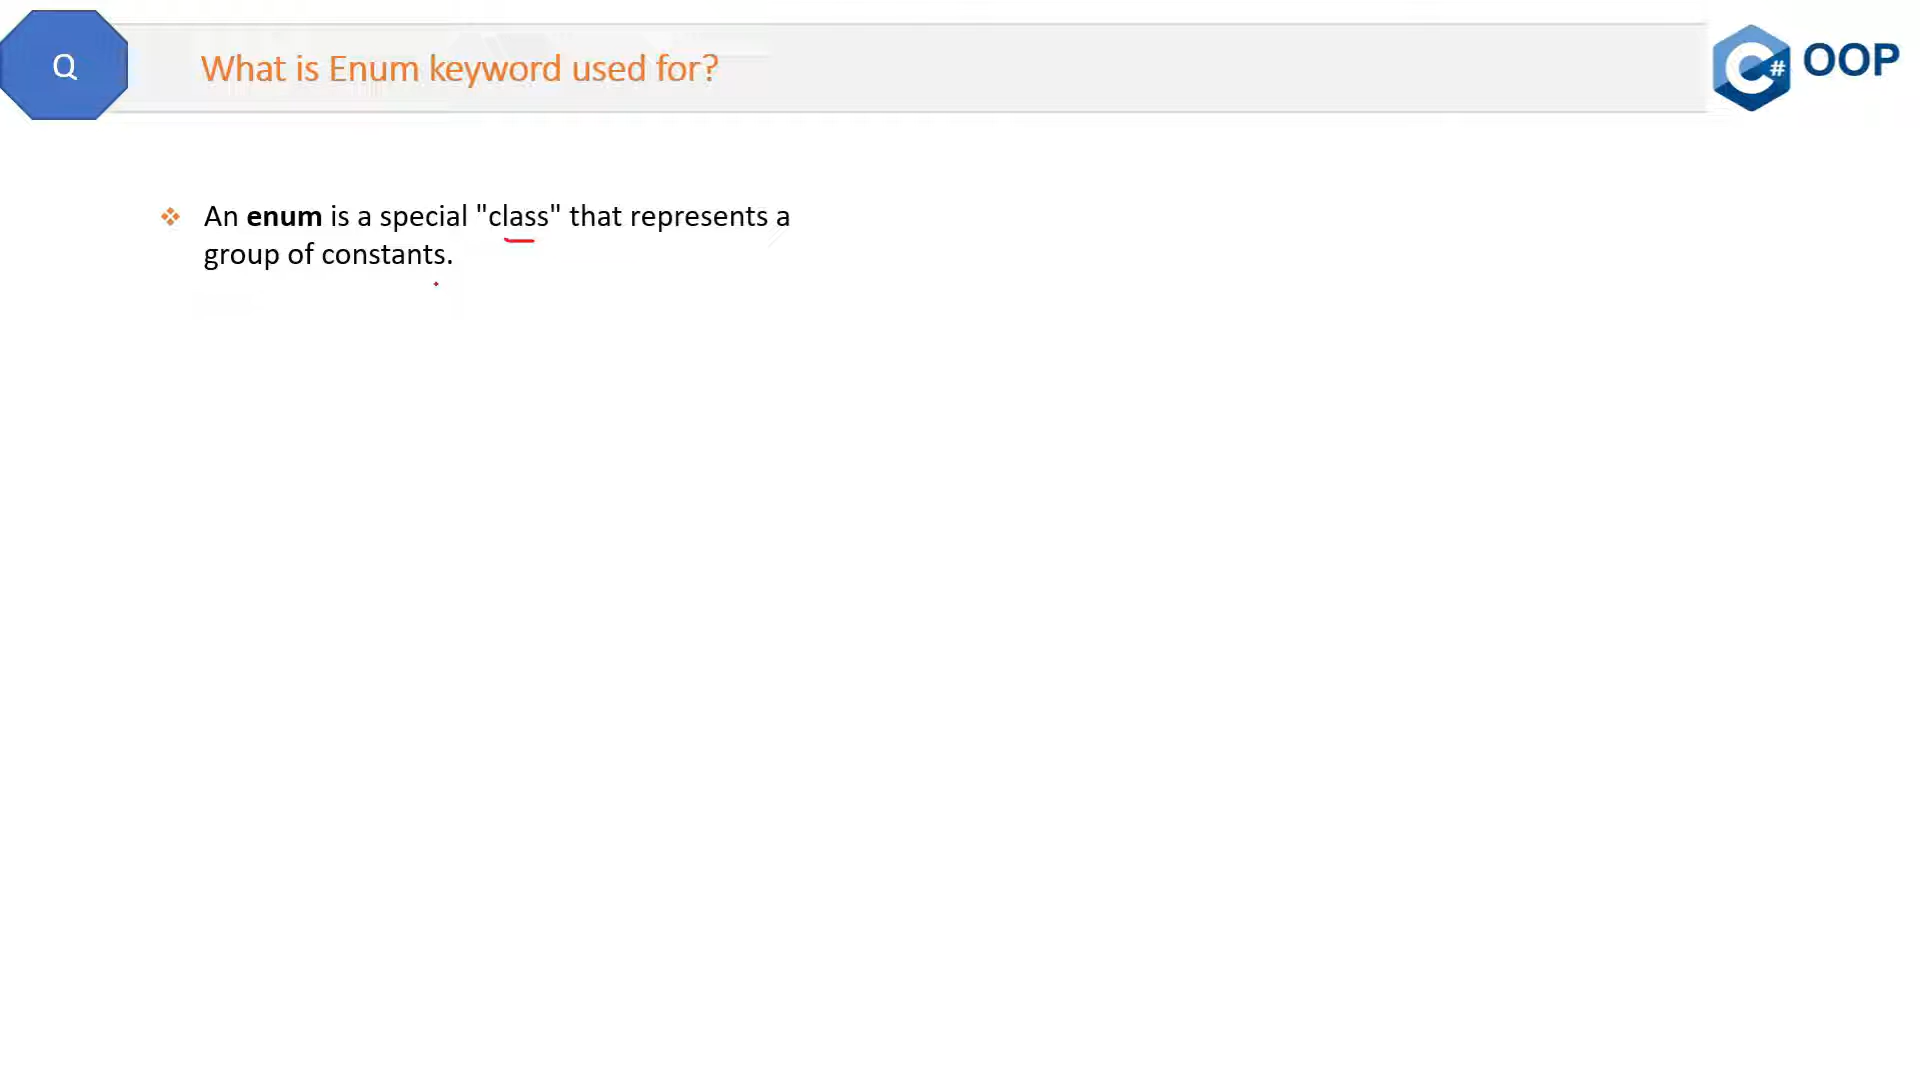 Q
What is Enum keyword used for?
C# OOP
An enum is a special "class" that represents a
group of constants.